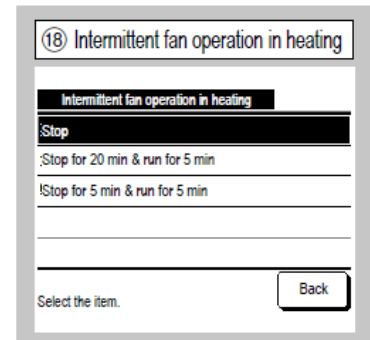 ⑱ Intermittent fan operation in heating
Intermittent fan operation in heating
Stop
Stop for 20 min & run for 5 min
Stop for 5 min & run for 5 min
Back
Select the item.